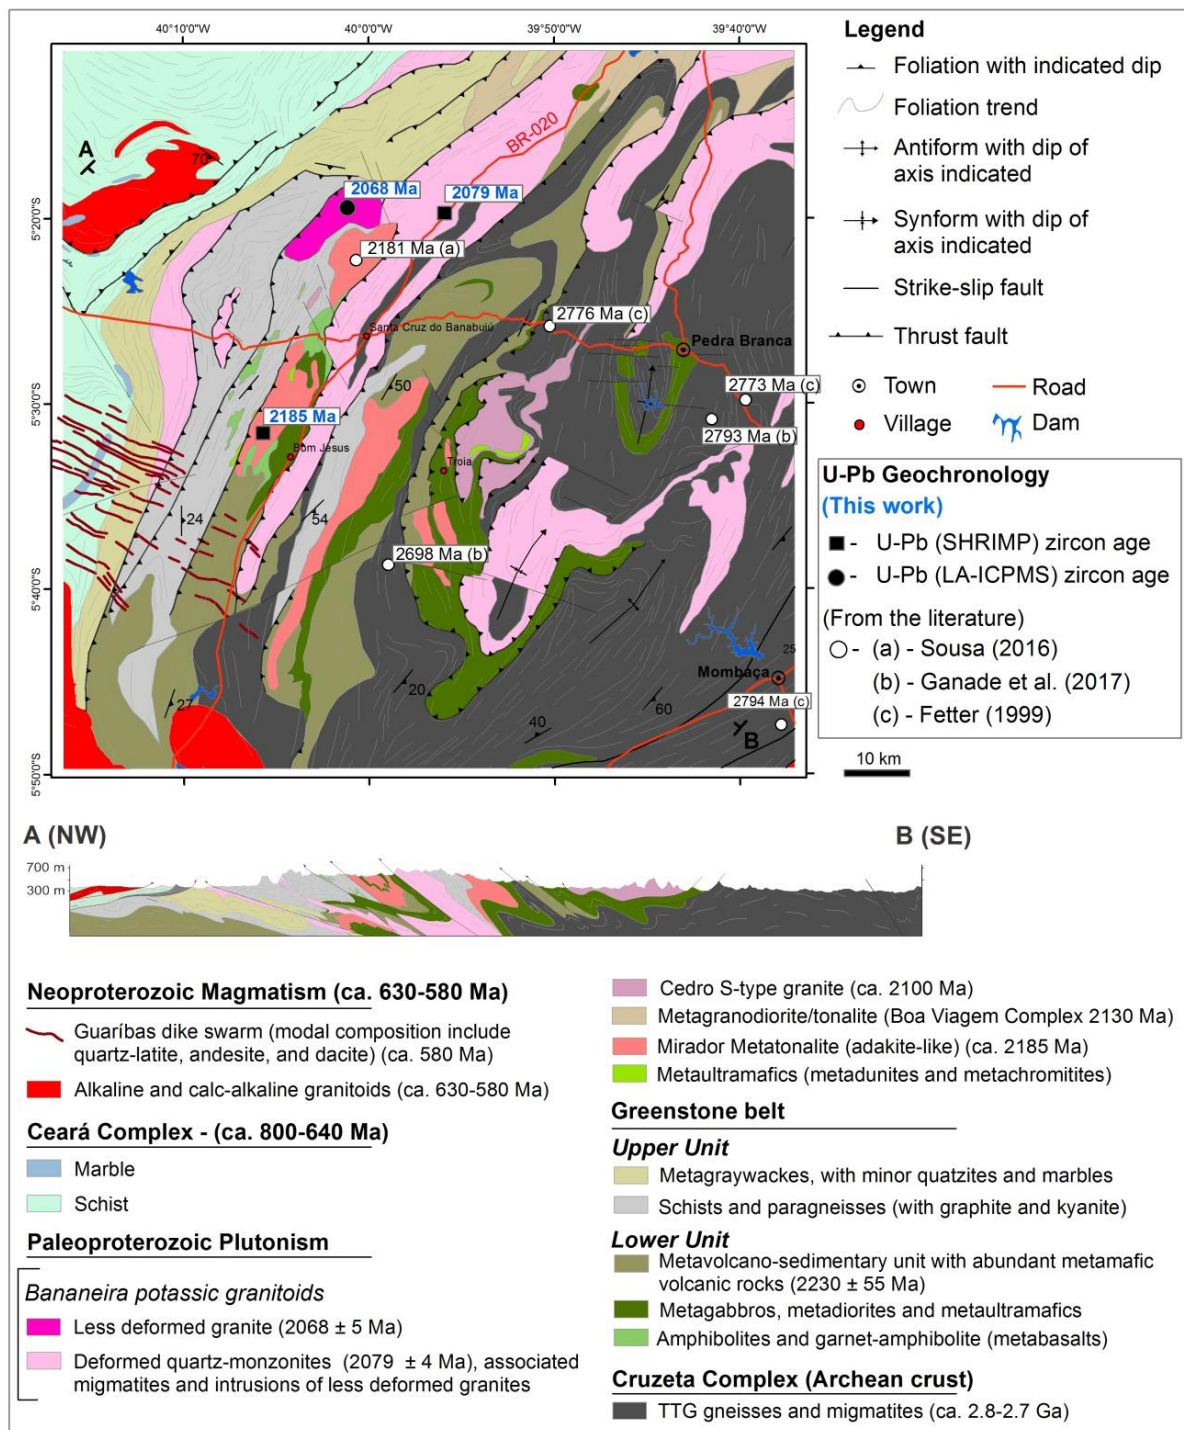 40°10'0"W
40°0'0"W
39°50'0"W
39°40'0"W
5°20'0"S
5°30'0"S
5°40'0"S
5°50'0"S
A
70
BR-020
2068 Ma
2079 Ma
2181 Ma (a)
2776 Ma (c)
Santa Cruz do Banabuiú
Pedra Branca
50
2773 Ma (c)
2793 Ma (b)
2185 Ma
Bom Jesus
Troia
24
54
2698 Ma (b)
25
Mombaça
20
27
2794 Ma (c)
60
40
B
Legend
Foliation with indicated dip
Foliation trend
Antiform with dip of
axis indicated
Synform with dip of
axis indicated
Strike-slip fault
Thrust fault
Town
Road
Village
Dam
U-Pb Geochronology
(This work)
- U-Pb (SHRIMP) zircon age
- U-Pb (LA-ICPMS) zircon age
(From the literature)
- (a) - Sousa (2016)
(b) - Ganade et al. (2017)
(c) - Fetter (1999)
10 km
A (NW)
B (SE)
700 m
300 m
Neoproterozoic Magmatism (ca. 630-580 Ma)
Guaríbas dike swarm (modal composition include
quartz-latite, andesite, and dacite) (ca. 580 Ma)
Alkaline and calc-alkaline granitoids (ca. 630-580 Ma)
Ceará Complex - (ca. 800-640 Ma)
Marble
Schist
Paleoproterozoic Plutonism
Bananeira potassic granitoids
Less deformed granite (2068 ± 5 Ma)
Deformed quartz-monzonites (2079 ± 4 Ma), associated
migmatites and intrusions of less deformed granites
Cedro S-type granite (ca. 2100 Ma)
Metagranodiorite/tonalite (Boa Viagem Complex 2130 Ma)
Mirador Metatonalite (adakite-like) (ca. 2185 Ma)
Metaultramafics (metadunites and metachromitites)
Greenstone belt
Upper Unit
Metagraywackes, with minor quatzites and marbles
Schists and paragneisses (with graphite and kyanite)
Lower Unit
Metavolcano-sedimentary unit with abundant metamafic
volcanic rocks (2230 ± 55 Ma)
Metagabbros, metadiorites and metaultramafics
Amphibolites and garnet-amphibolite (metabasalts)
Cruzeta Complex (Archean crust)
TTG gneisses and migmatites (ca. 2.8-2.7 Ga)